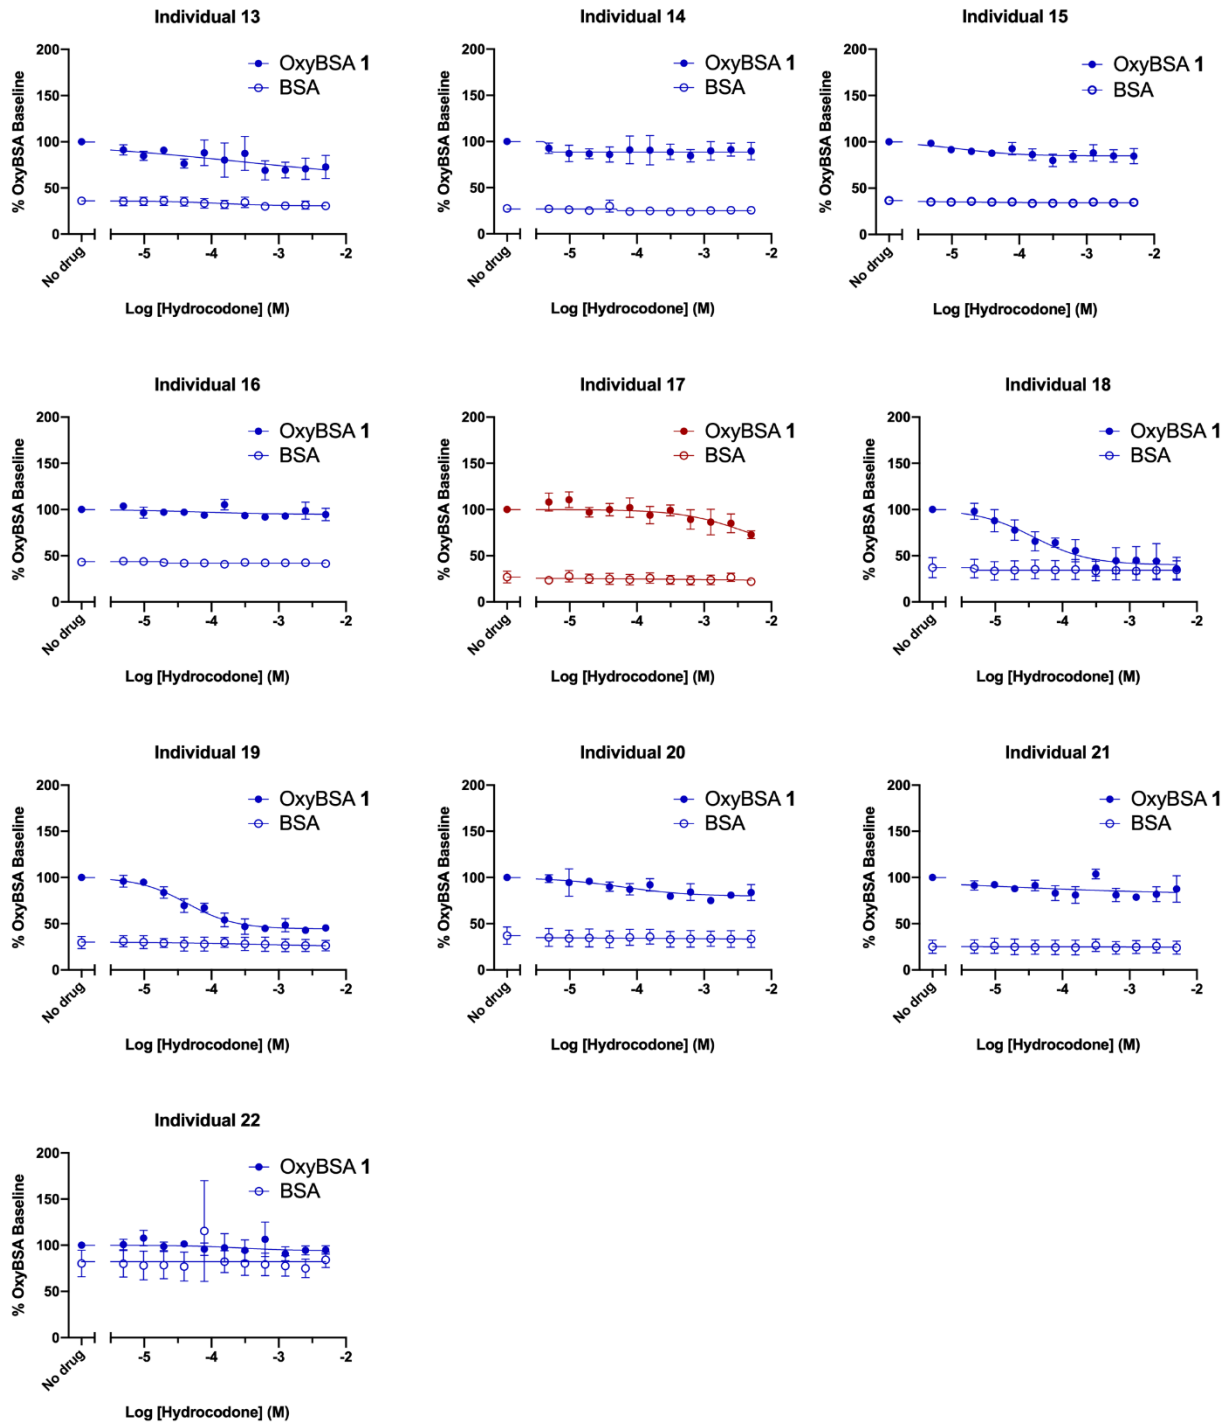 Individual 13
% OxyBSA Baseline
200
150
100
50
0
OxyBSA 1
BSA
No drug
-5
-4
-3
-2
Log [Hydrocodone] (M)
Individual 14
% OxyBSA Baseline
200
150
100
50
0
OxyBSA 1
BSA
No drug
-5
-4
-3
-2
Log [Hydrocodone] (M)
Individual 15
% OxyBSA Baseline
200
150
100
50
0
OxyBSA 1
BSA
No drug
-5
-4
-3
-2
Log [Hydrocodone] (M)
Individual 16
% OxyBSA Baseline
200
150
100
50
0
OxyBSA 1
BSA
No drug
-5
-4
-3
-2
Log [Hydrocodone] (M)
Individual 17
% OxyBSA Baseline
200
150
100
50
0
OxyBSA 1
BSA
No drug
-5
-4
-3
-2
Log [Hydrocodone] (M)
Individual 18
% OxyBSA Baseline
200
150
100
50
0
OxyBSA 1
BSA
No drug
-5
-4
-3
-2
Log [Hydrocodone] (M)
Individual 19
% OxyBSA Baseline
200
150
100
50
0
OxyBSA 1
BSA
No drug
-5
-4
-3
-2
Log [Hydrocodone] (M)
Individual 20
% OxyBSA Baseline
200
150
100
50
0
OxyBSA 1
BSA
No drug
-5
-4
-3
-2
Log [Hydrocodone] (M)
Individual 21
% OxyBSA Baseline
200
150
100
50
0
OxyBSA 1
BSA
No drug
-5
-4
-3
-2
Log [Hydrocodone] (M)
Individual 22
% OxyBSA Baseline
200
150
100
50
0
OxyBSA 1
BSA
No drug
-5
-4
-3
-2
Log [Hydrocodone] (M)